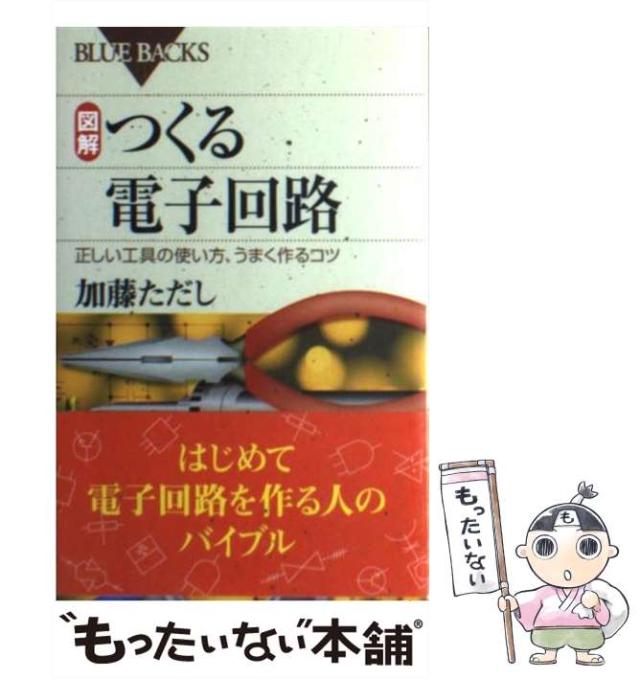 BLUE BACKS
図解
つくる
電子回路
正しい工具の使い方、うまく作るコツ
加藤ただし
はじめて
電子回路を作る人の
バイブル
“もったいない”本舗®
もったいない
も